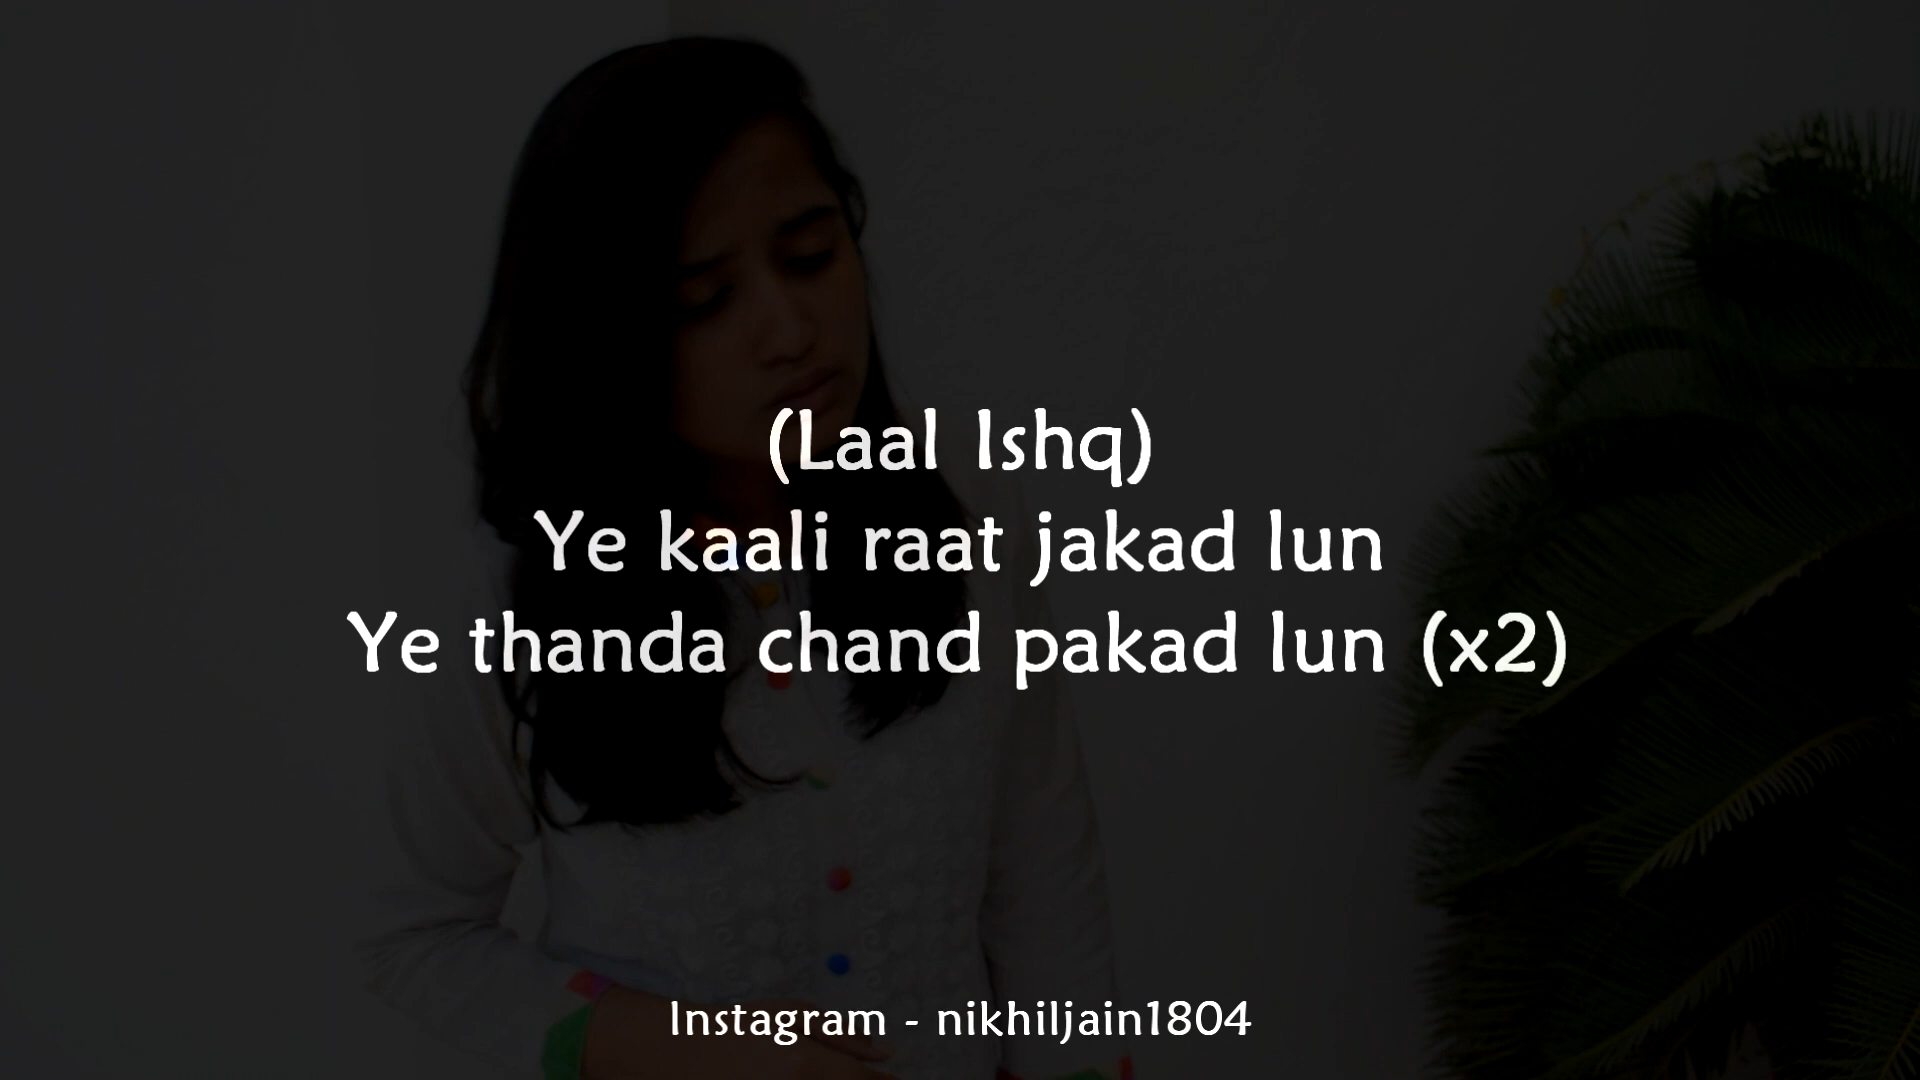 (Laal Ishq)
Ye kaali raat jakad lun
Ye thanda chand pakad lun (x2)
Instagram - nikhiljain1804